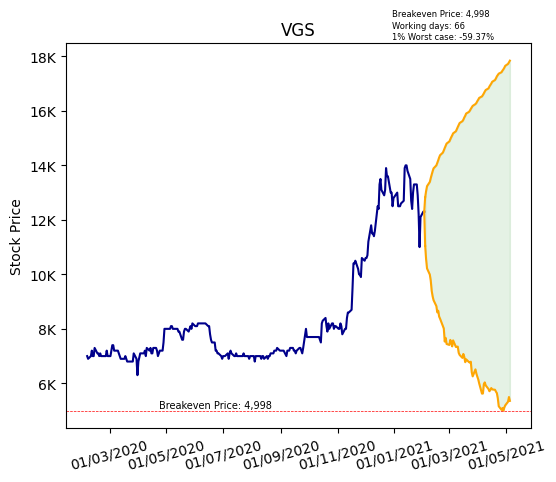 Breakeven Price: 4,998
Working days: 66
1% Worst case: -59.37%
VGS
Stock Price
18K
16K
14K
12K
10K
8K
6K
Breakeven Price: 4,998
01/03/2020
01/05/2020
01/07/2020
01/09/2020
01/11/2020
01/01/2021
01/03/2021
01/05/2021